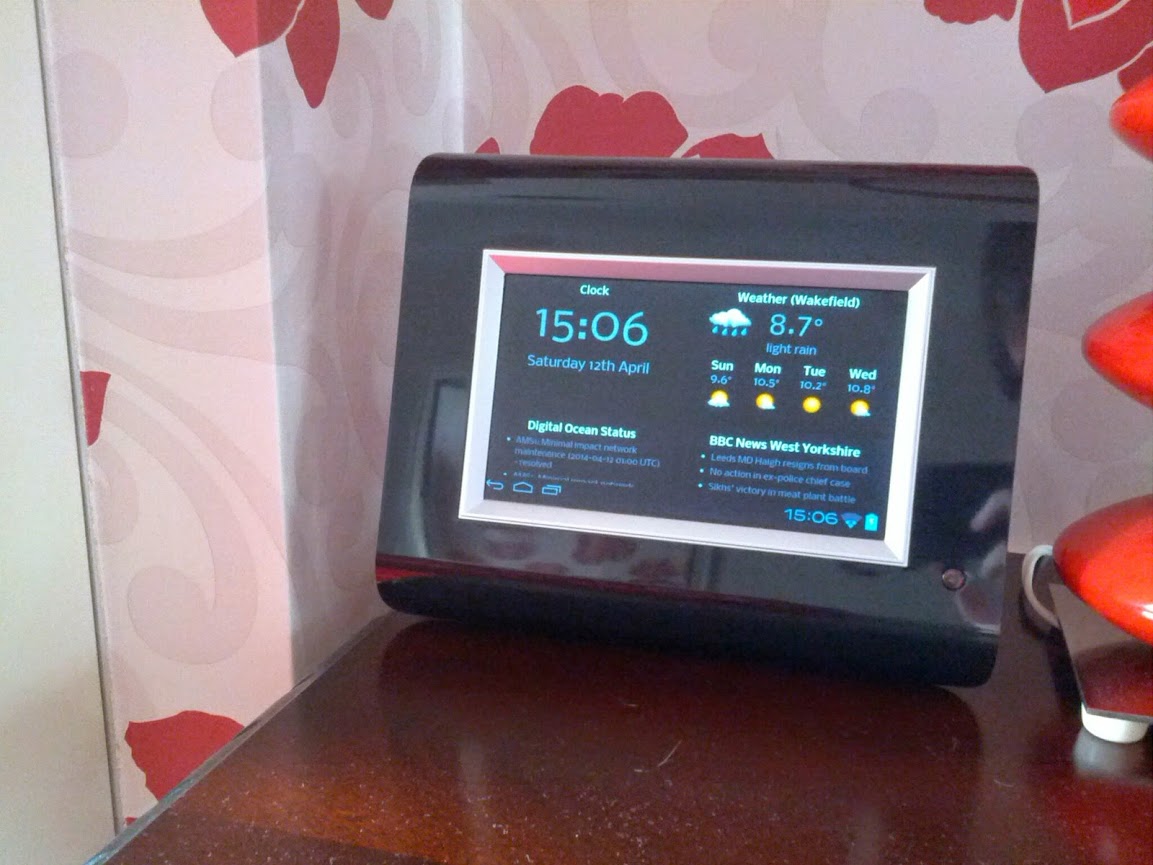 Clock
15:06
Saturday 12th April
Weather (Wakefield)
8.7°
light rain
Sun Mon Tue Wed
9.6° 10.5° 10.2° 10.8°
Digital Ocean Status
AMS1: Minimal impact network
maintenance (2014-04-12 01:00 UTC)
- resolved
BBC News West Yorkshire
Leeds MD Haigh resigns from board
No action in ex-police chief case
Sikhs' victory in meat plant battle
15:06